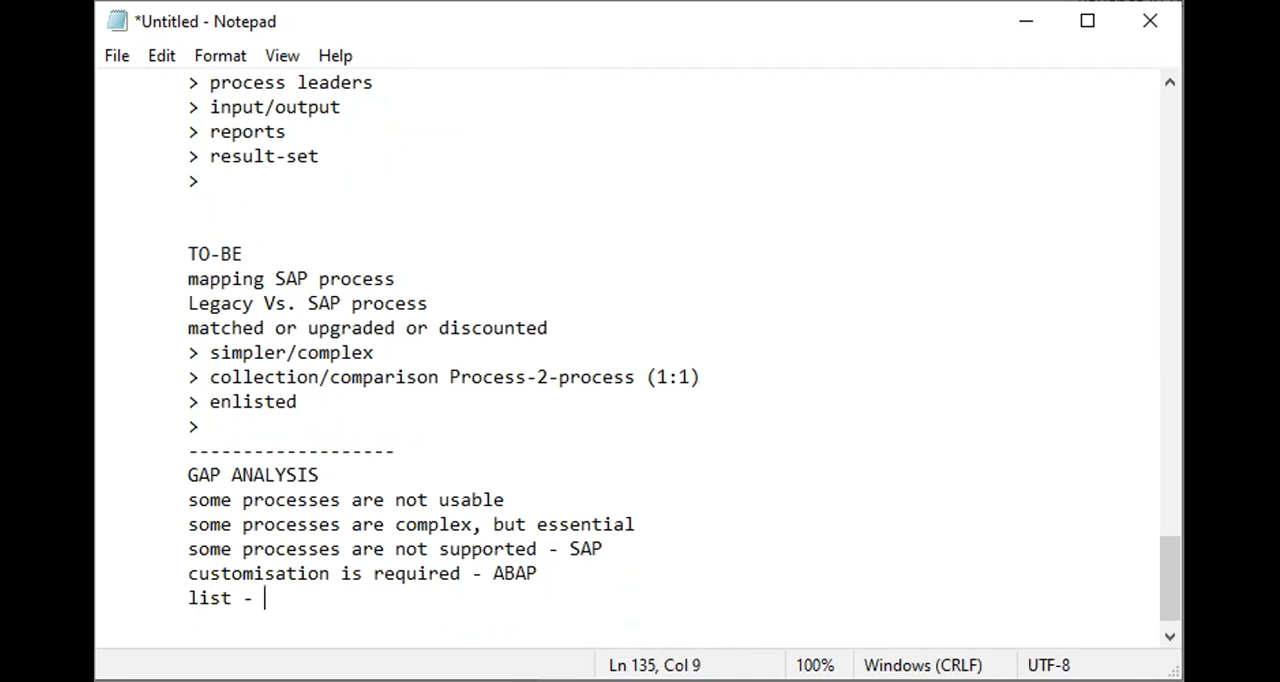 *Untitled - Notepad
File Edit Format View Help
> process leaders
> input/output
> reports
> result-set
>
TO-BE
mapping SAP process
Legacy Vs. SAP process
matched or upgraded or discounted
> simpler/complex
> collection/comparison Process-2-process (1:1)
> enlisted
>
-------------------
GAP ANALYSIS
some processes are not usable
some processes are complex, but essential
some processes are not supported - SAP
customisation is required - ABAP
list -
Ln 135, Col 9 100% Windows (CRLF) UTF-8